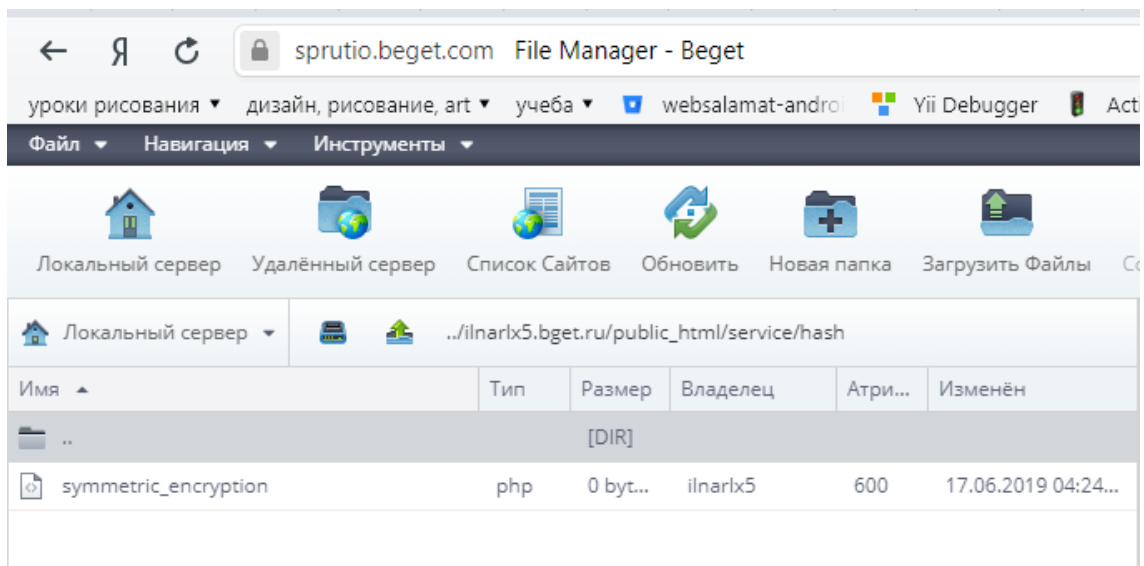 Я sprutio.beget.com File Manager - Beget
уроки рисования ▼ дизайн, рисование, art ▼ учеба ▼ websalamat-androi Yii Debugger Acti
Файл ▼ Навигация ▼ Инструменты ▼
Локальный сервер Удалённый сервер Список Сайтов Обновить Новая папка Загрузить Файлы Со
Локальный сервер ▼ ../ilnarlx5.bget.ru/public_html/service/hash
Имя ▲ Тип Размер Владелец Атри... Изменён
.. [DIR]
symmetric_encryption php 0 byt... ilnarlx5 600 17.06.2019 04:24...